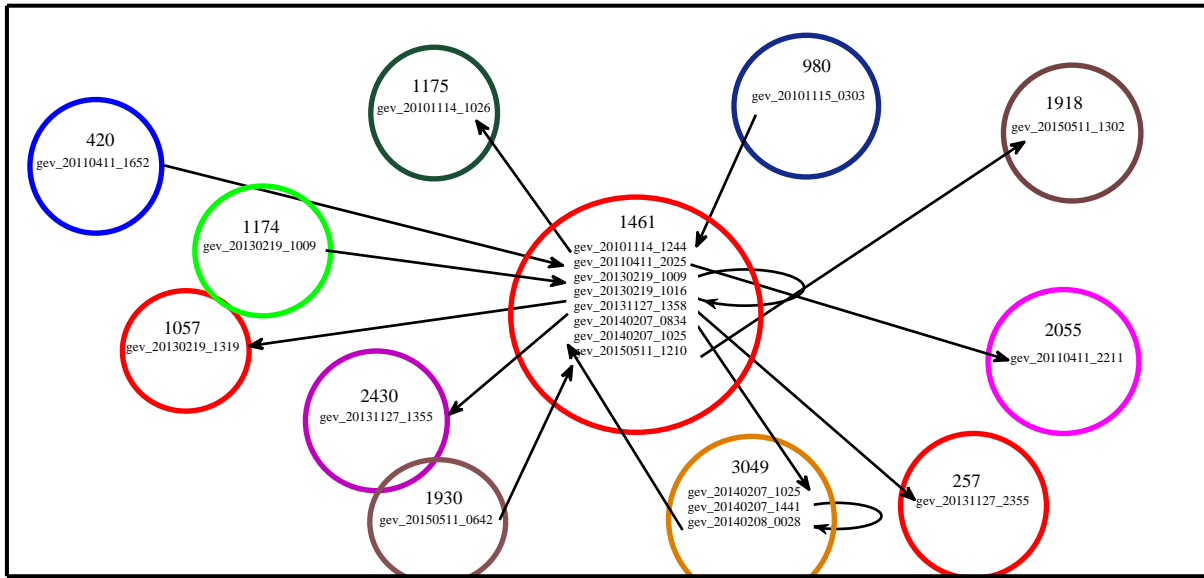 420
gev_20110411_1652
1175
gev_20101114_1026
980
gev_20101115_0303
1918
gev_20150511_1302
1174
gev_20130219_1009
1461
gev_20101114_1244
gev_20110411_2025
gev_20130219_1009
gev_20130219_1016
gev_20131127_1358
gev_20140207_0834
gev_20140207_1025
gev_20150511_1210
1057
gev_20130219_1319
2055
gev_20110411_2211
2430
gev_20131127_1355
1930
gev_20150511_0642
3049
gev_20140207_1025
gev_20140207_1441
gev_20140208_0028
257
gev_20131127_2355